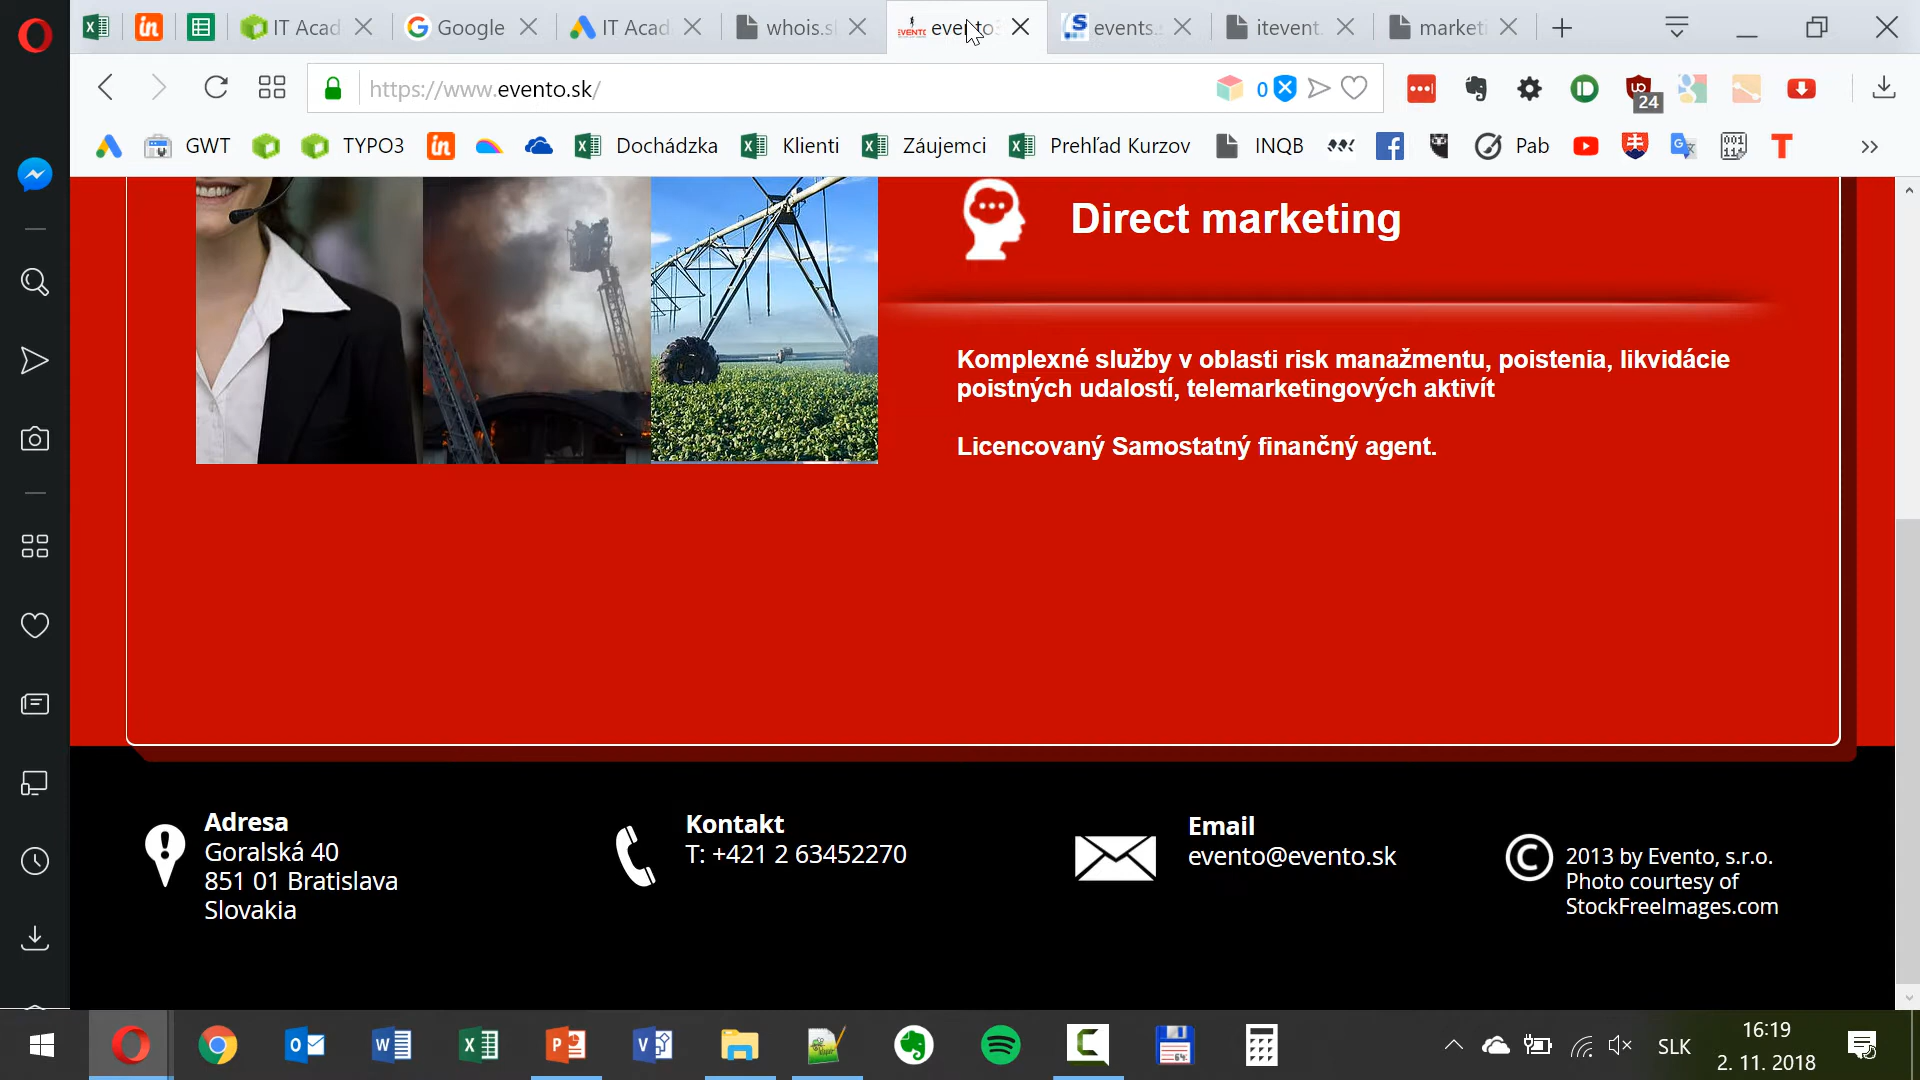 IT Acad
Google
IT Acad
whois.s
evento
events.
itevent.
marketi
https://www.evento.sk/
0
24
GWT
TYPO3
Dochádzka
Klienti
Záujemci
Prehľad Kurzov
INQB
Pab
Direct marketing
Komplexné služby v oblasti risk manažmentu, poistenia, likvidácie
poistných udalostí, telemarketingových aktivít
Licencovaný Samostatný finančný agent.
Adresa
Goralská 40
851 01 Bratislava
Slovakia
Kontakt
T: +421 2 63452270
Email
evento@evento.sk
2013 by Evento, s.r.o.
Photo courtesy of
StockFreeImages.com
SLK
16:19
2. 11. 2018